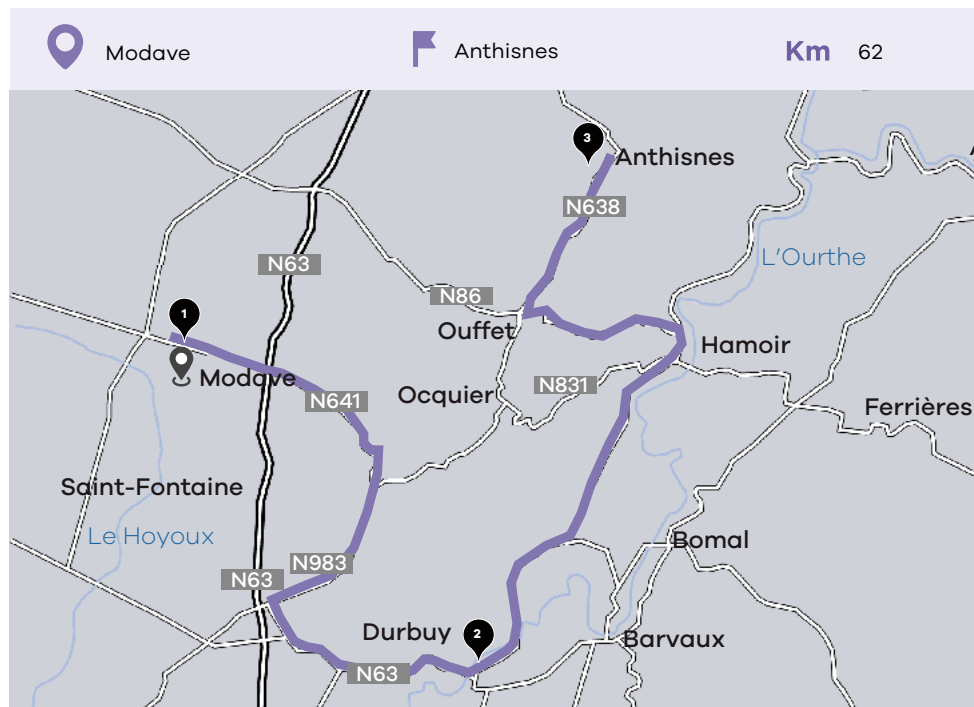 Modave
Anthisnes
Km 62
3
Anthisnes
N638
L'Ourthe
N63
N86
1
Ouffet
Hamoir
Modave
N831
Ocquier
N641
Ferrières
Saint-Fontaine
Le Hoyoux
Bomal
N983
N63
Durbuy
2
Barvaux
N63